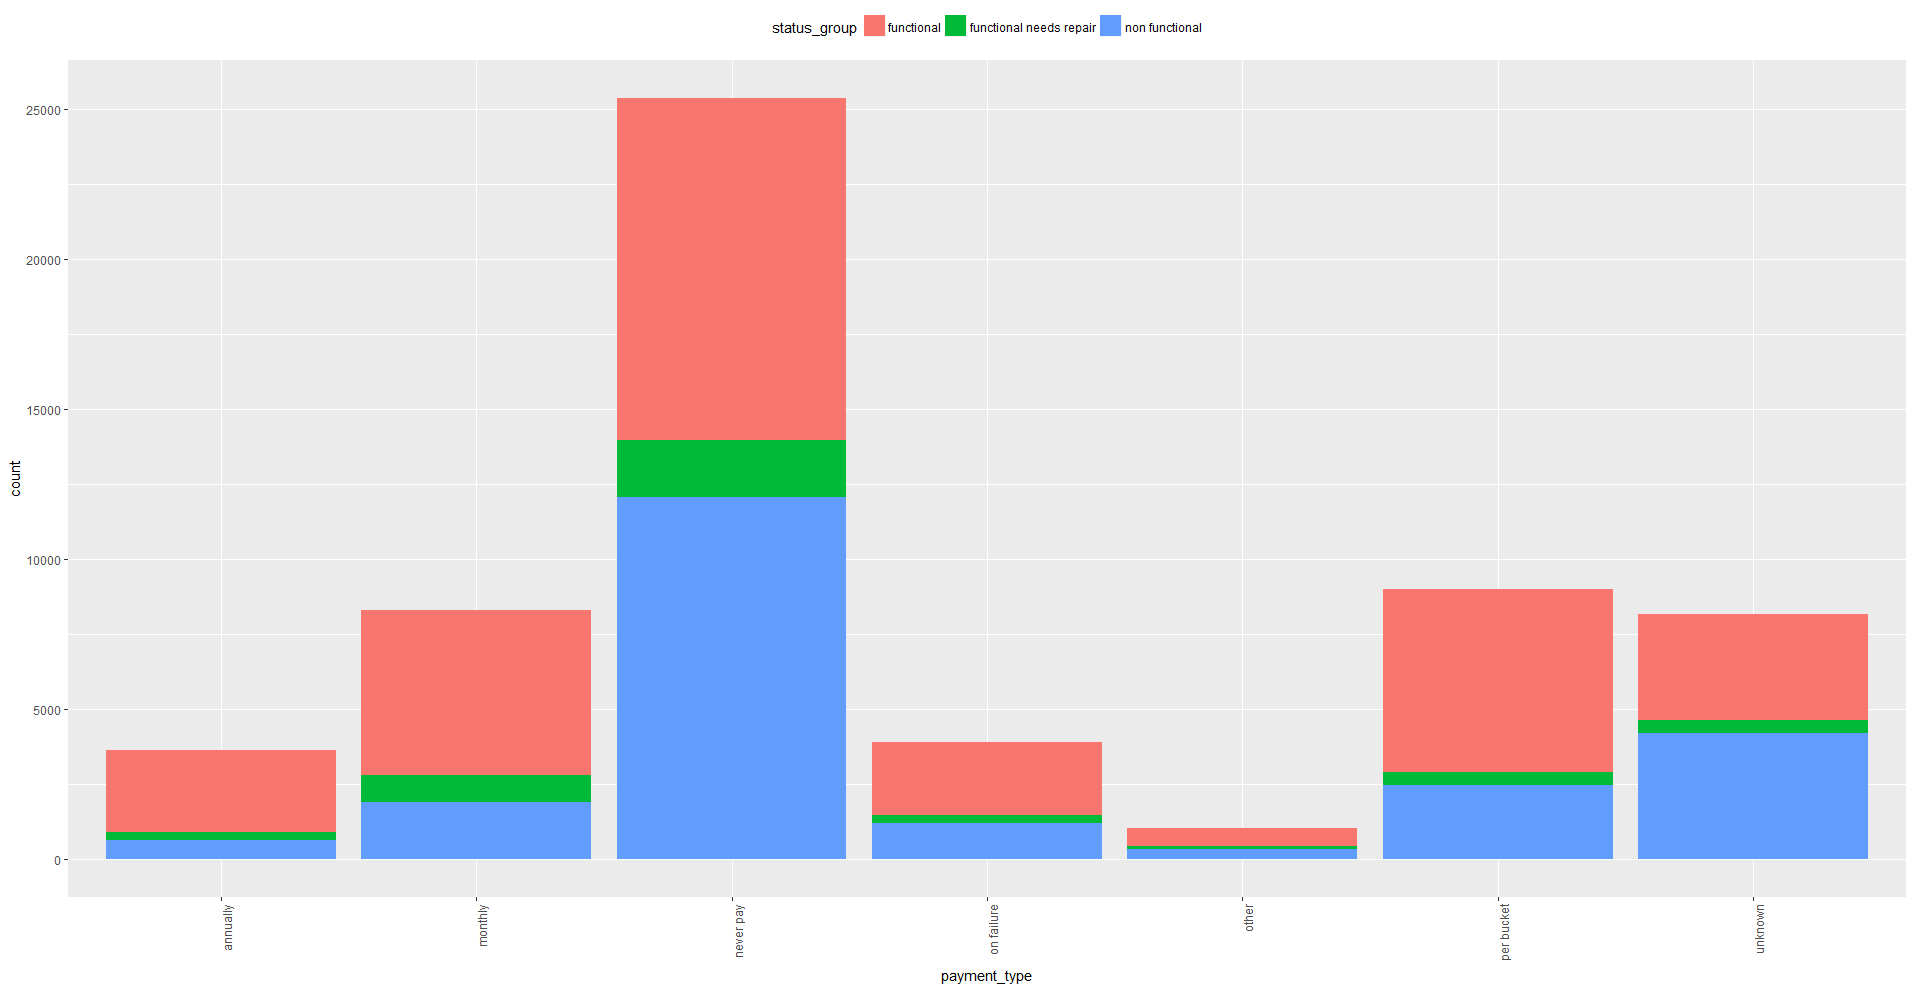 status_group functional functional needs repair non functional
25000
20000
15000
10000
5000
0
count
annually monthly never pay on failure other per bucket unknown
payment_type